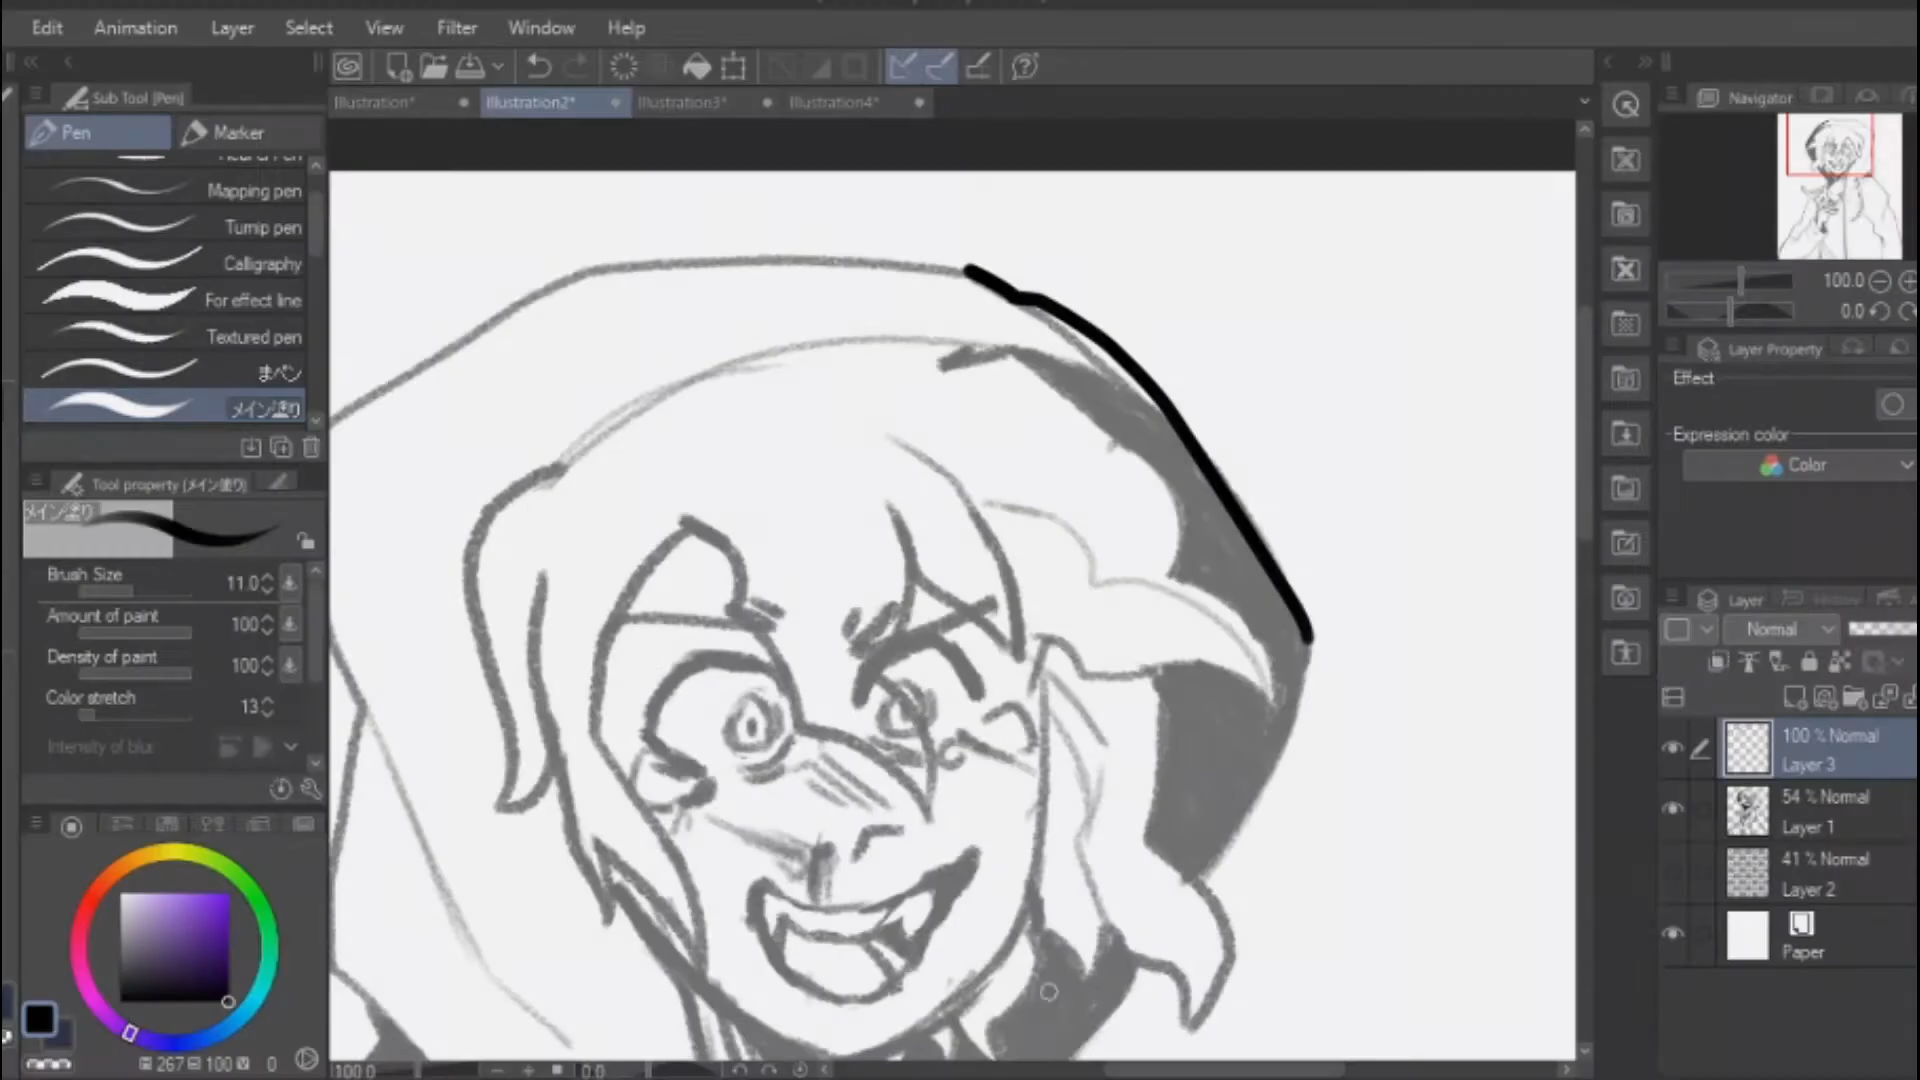 Edit Animation Layer Select View Filter Window Help
Sub Tool [Pen]
Illustration* Illustration2* Illustration3* Illustration4*
Navigator
Pen Marker
Mapping pen
Turnip pen
Calligraphy
For effect line
Textured pen
まペン
メイン塗り
Tool property (メイン塗り)
メイン塗り
Brush Size 11.0
Amount of paint 100
Density of paint 100
Color stretch 13
Intensity of blur
267 100 0
100.0 0.0
100.0
0.0
Layer Property
Effect
Expression color
Color
Layer History
Normal
100 % Normal
Layer 3
54 % Normal
Layer 1
41 % Normal
Layer 2
Paper